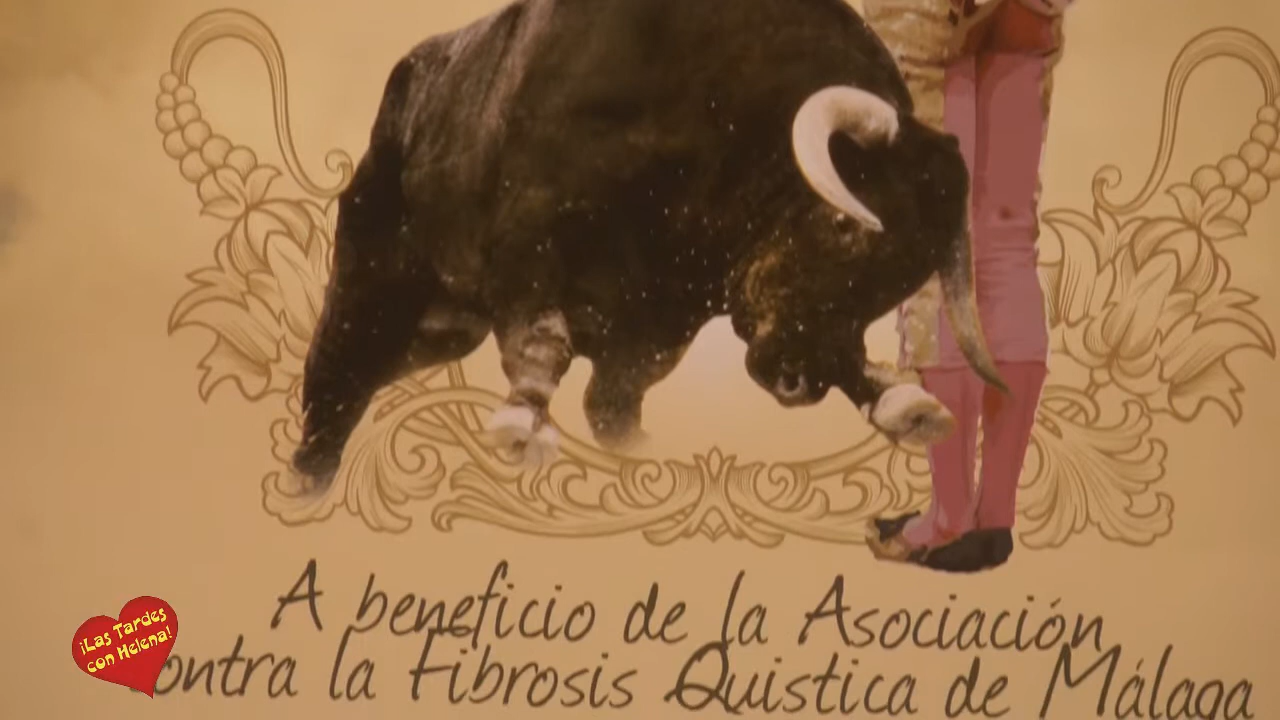 A beneficio de la Asociación
contra la Fibrosis Quistica de Málaga
¡Las Tardes
con Helena!